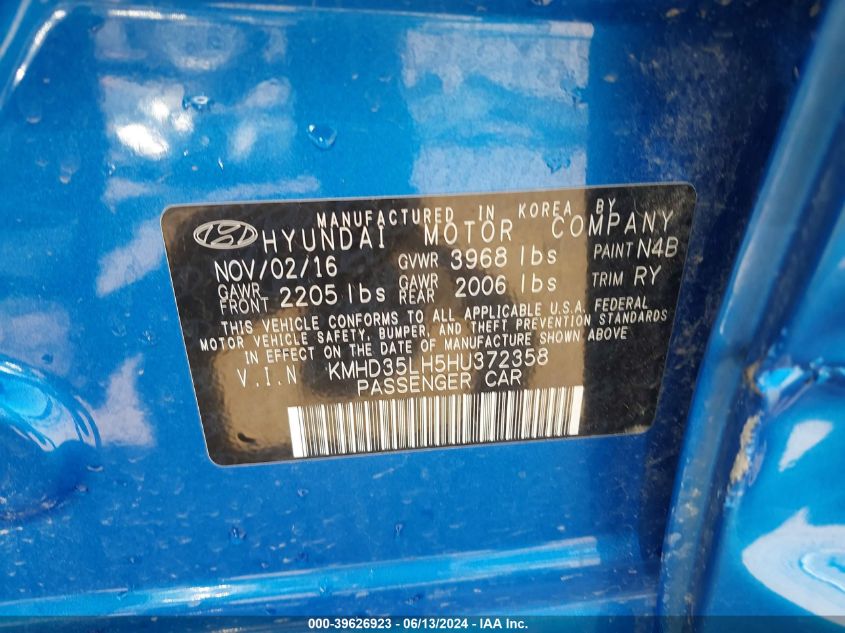 MANUFACTURED IN KOREA BY
HYUNDAI MOTOR COMPANY
NOV/02/16 GVWR 3968 lbs PAINT N4B
GAWR FRONT 2205 lbs GAWR REAR 2006 lbs TRIM RY
THIS VEHICLE CONFORMS TO ALL APPLICABLE U.S.A. FEDERAL
MOTOR VEHICLE SAFETY, BUMPER, AND THEFT PREVENTION STANDARDS
IN EFFECT ON THE DATE OF MANUFACTURE SHOWN ABOVE
V.I.N KMHD35LH5HU372358
PASSENGER CAR
000-39626923 - 06/13/2024 - IAA Inc.